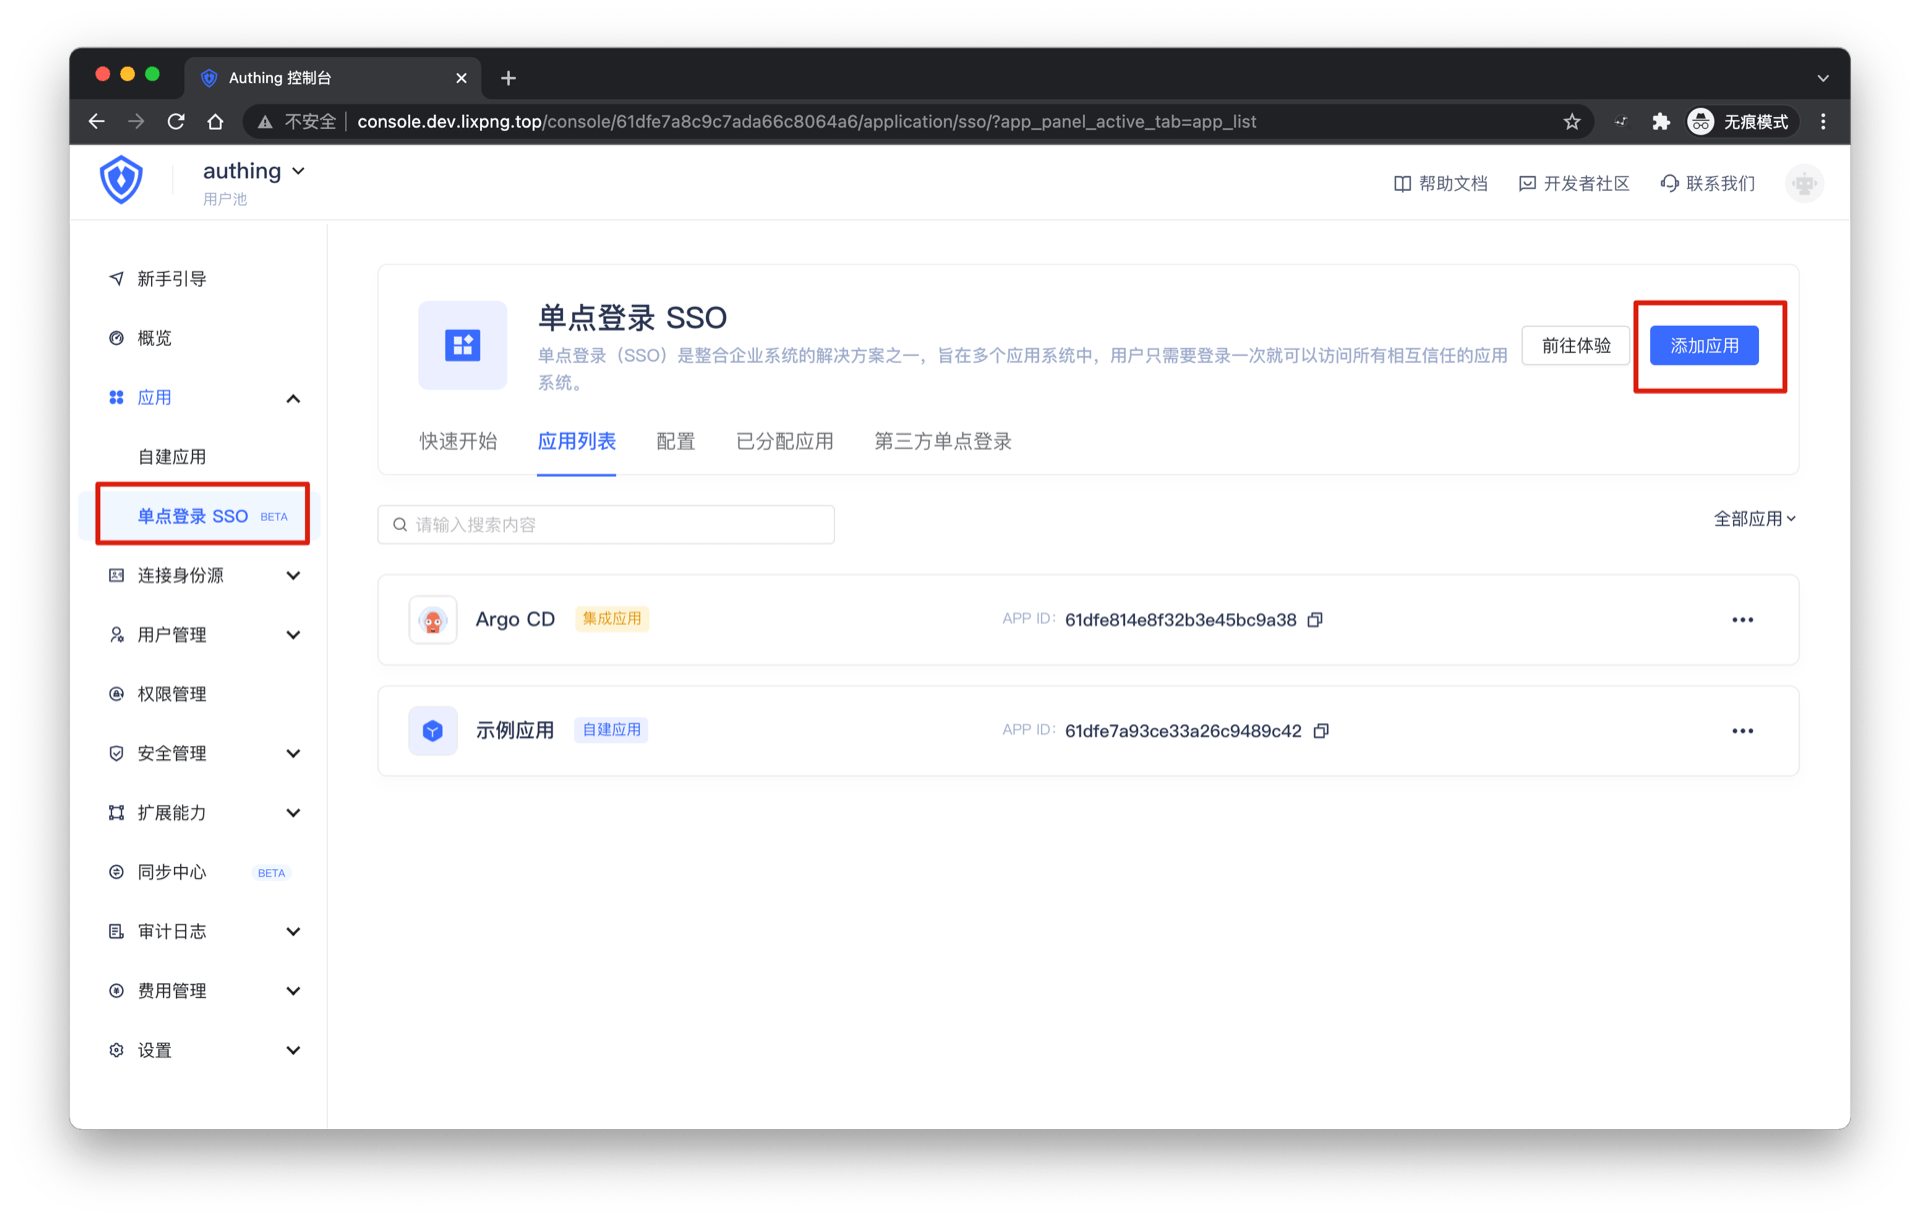 Authing 控制台
不安全 console.dev.lixpng.top/console/61dfe7a8c9c7ada66c8064a6/application/sso/?app_panel_active_tab=app_list
无痕模式
authing
用户池
帮助文档
开发者社区
联系我们
新手引导
概览
应用
自建应用
单点登录 SSO BETA
连接身份源
用户管理
权限管理
安全管理
扩展能力
同步中心 BETA
审计日志
费用管理
设置
单点登录 SSO
单点登录（SSO）是整合企业系统的解决方案之一，旨在多个应用系统中，用户只需要登录一次就可以访问所有相互信任的应用
系统。
前往体验
添加应用
快速开始 应用列表 配置 已分配应用 第三方单点登录
请输入搜索内容
全部应用
Argo CD 集成应用 APP ID: 61dfe814e8f32b3e45bc9a38
示例应用 自建应用 APP ID: 61dfe7a93ce33a26c9489c42